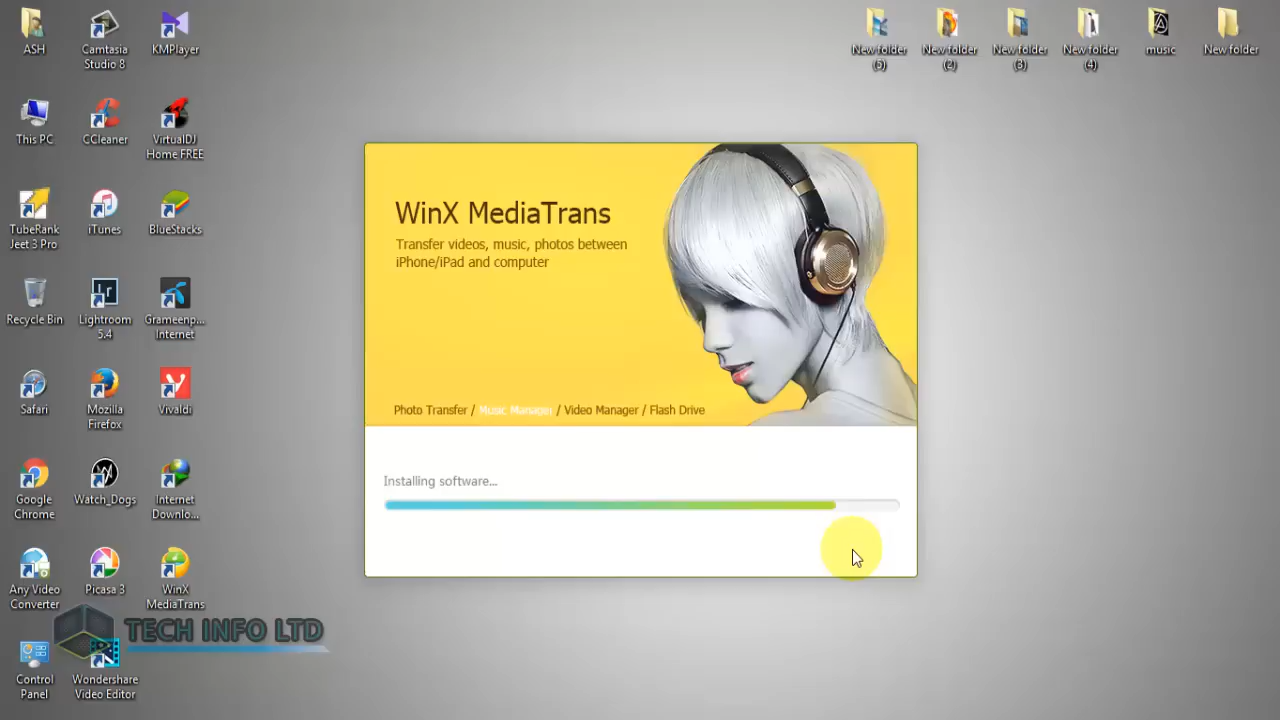 ASH
Camtasia
Studio 8
KMPlayer
New folder
(5)
New folder
(2)
New folder
(3)
New folder
(4)
music
New folder
This PC
CCleaner
VirtualDJ
Home FREE
TubeRank
Jeet 3 Pro
iTunes
BlueStacks
Recycle Bin
Lightroom
5.4
Grameenp...
Internet
Safari
Mozilla
Firefox
Vivaldi
Google
Chrome
Watch_Dogs
Internet
Downlo...
Any Video
Converter
Picasa 3
WinX
MediaTrans
Control
Panel
Wondershare
Video Editor
WinX MediaTrans
Transfer videos, music, photos between
iPhone/iPad and computer
Photo Transfer / Music Manager / Video Manager / Flash Drive
Installing software...
TECH INFO LTD